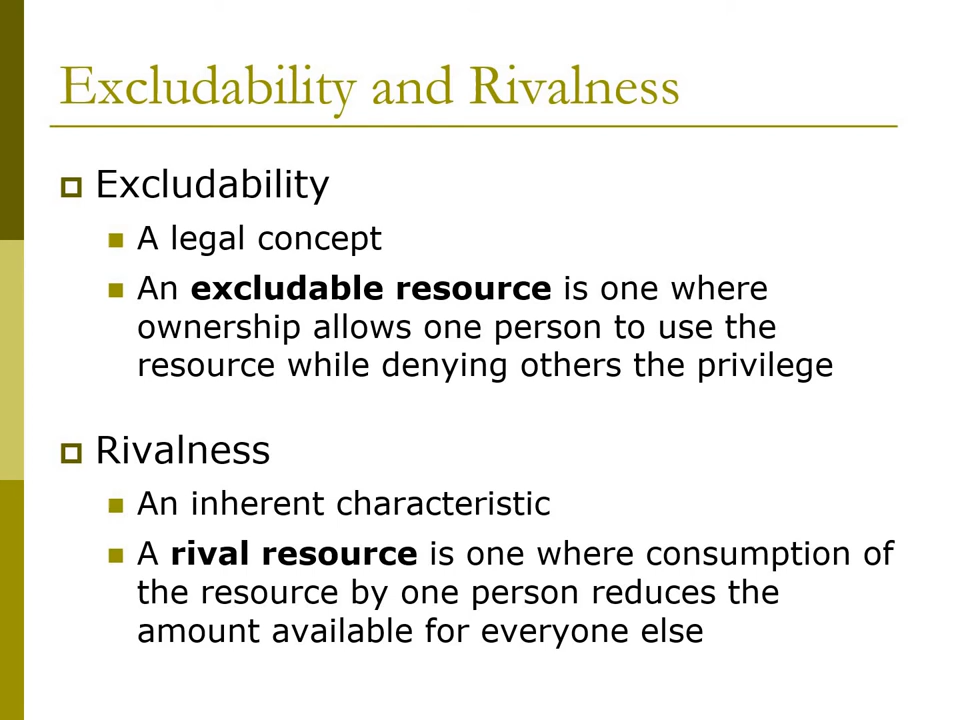 Excludability and Rivalness
Excludability
A legal concept
An excludable resource is one where
ownership allows one person to use the
resource while denying others the privilege
Rivalness
An inherent characteristic
A rival resource is one where consumption of
the resource by one person reduces the
amount available for everyone else